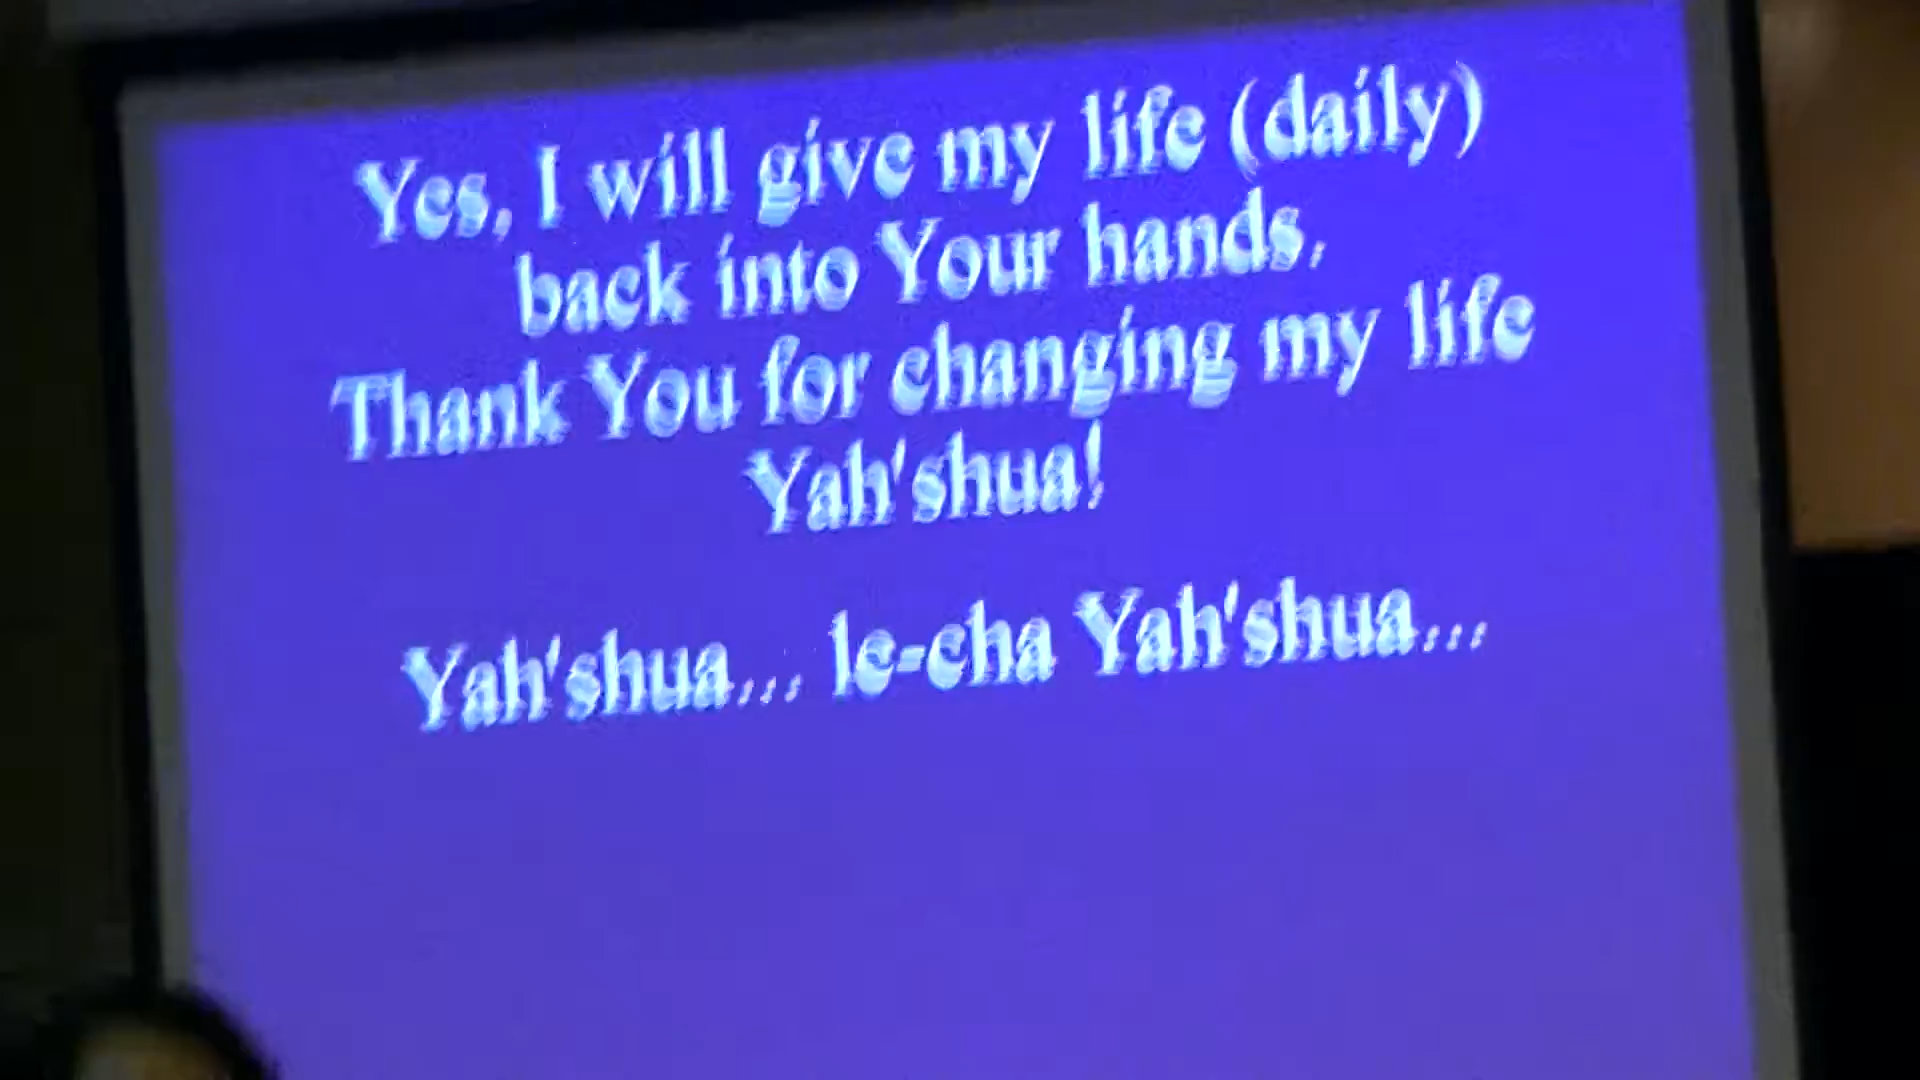 Yes, I will give my life (daily)
back into Your hands.
Thank You for changing my life
Yah'shua!
Yah'shua... le-cha Yah'shua...